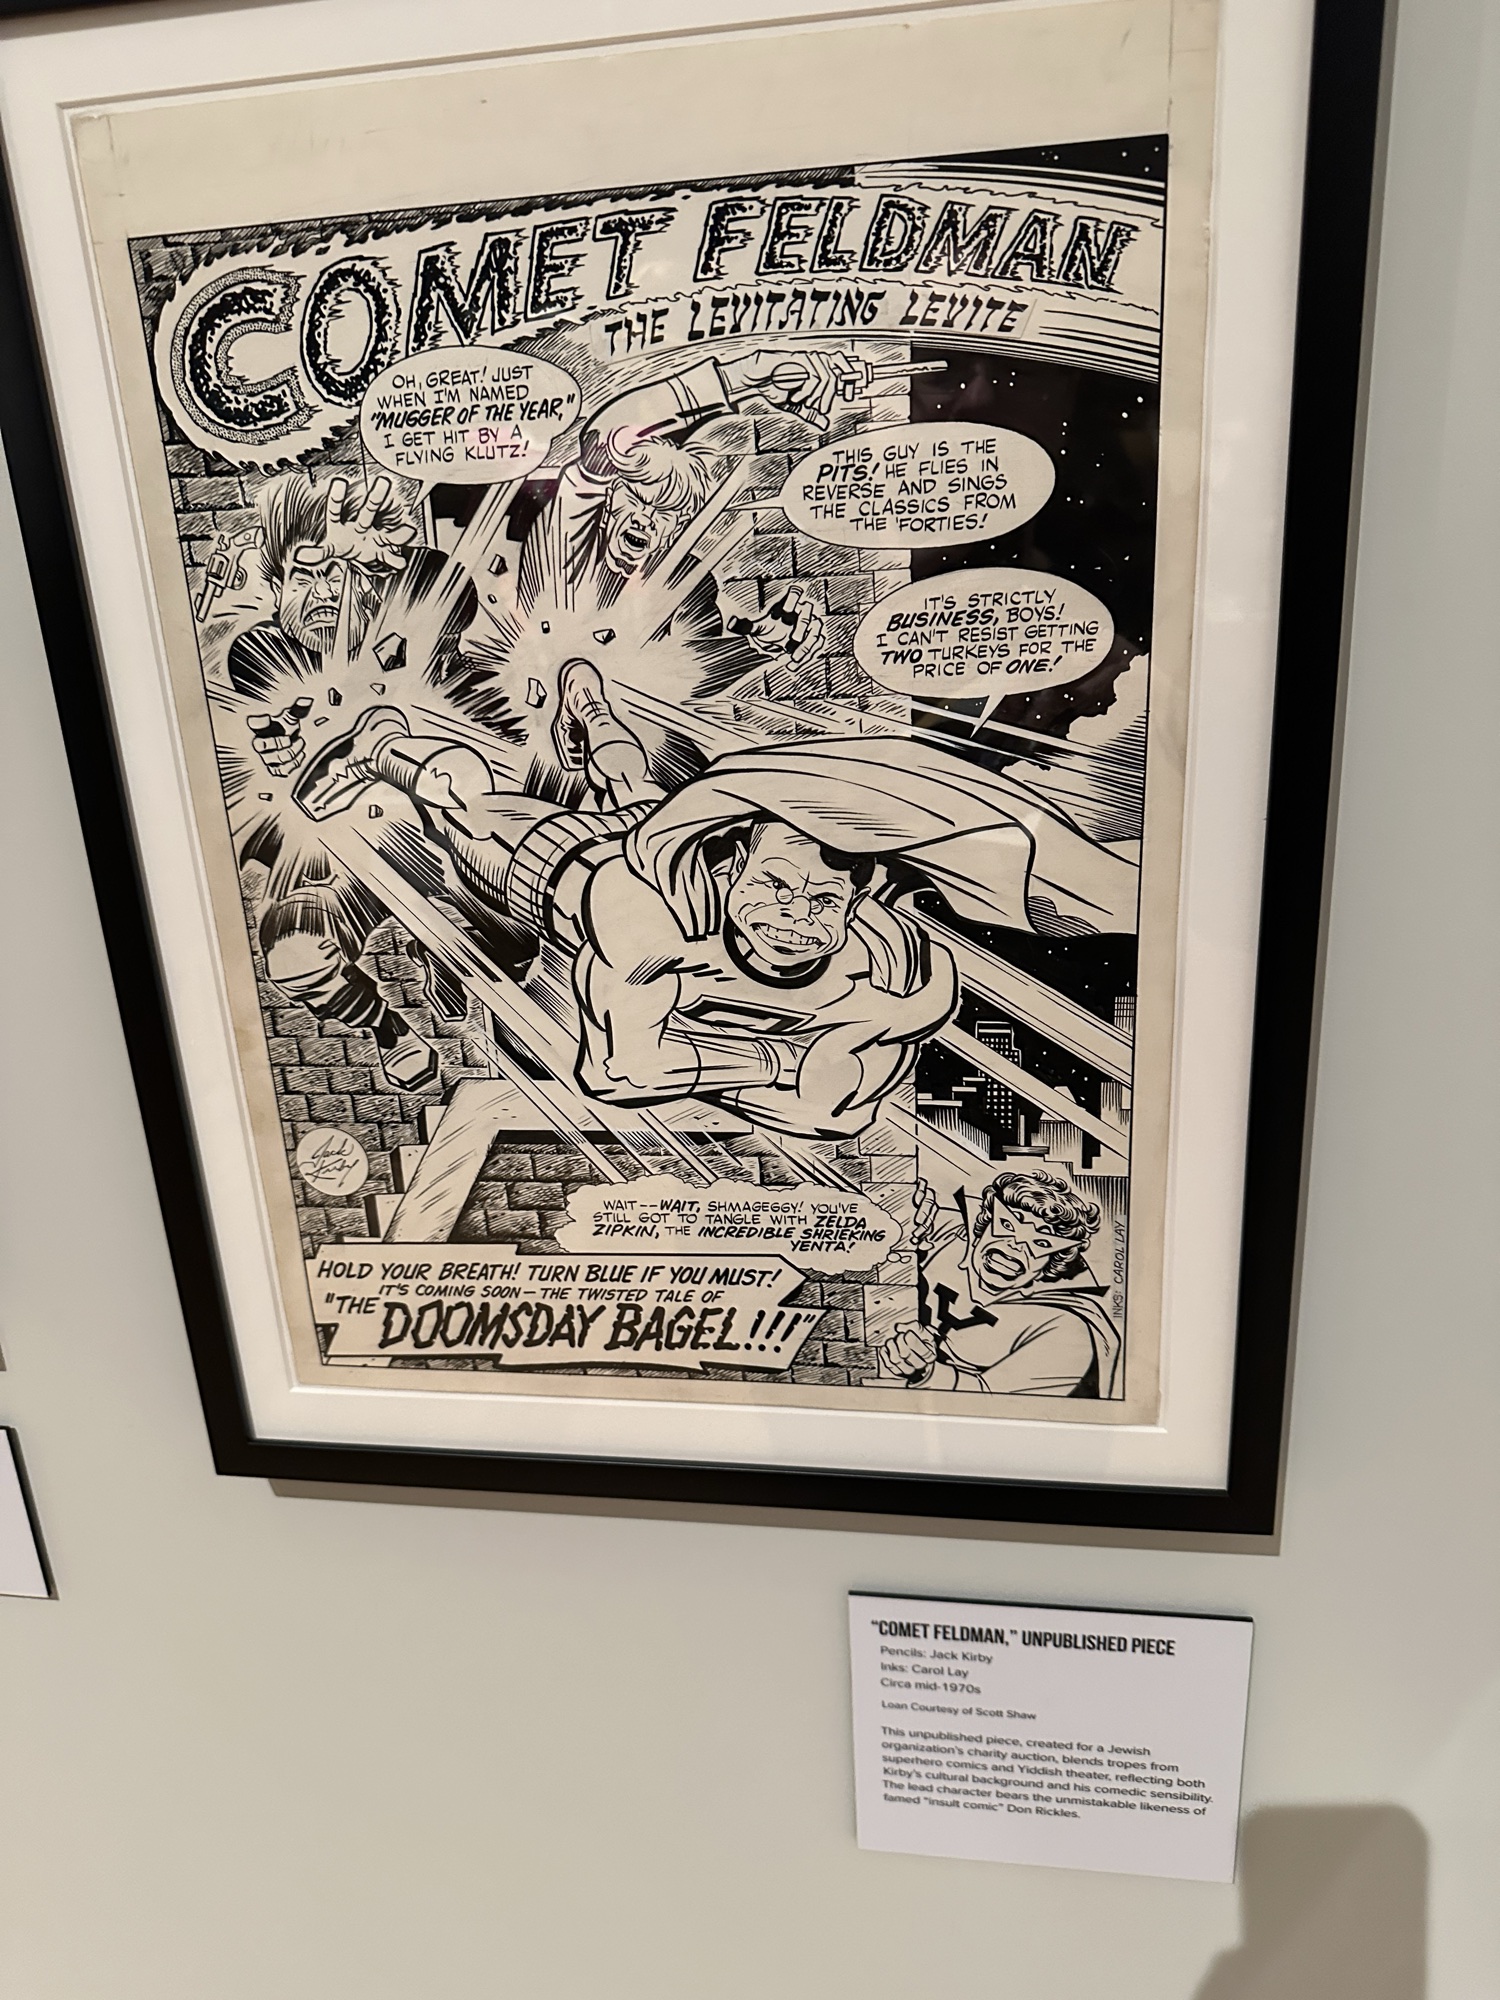 COMET FELDMAN
THE LEVITATING LEVITE
OH, GREAT! JUST
WHEN I'M NAMED
"MUGGER OF THE YEAR,"
I GET HIT BY A
FLYING KLUTZ!
THIS GUY IS THE
PITS! HE FLIES IN
REVERSE AND SINGS
THE CLASSICS FROM
THE 'FORTIES!
IT'S STRICTLY
BUSINESS, BOYS!
I CAN'T RESIST GETTING
TWO TURKEYS FOR THE
PRICE OF ONE!
Jack
Kirby
WAIT--WAIT, SHMAGEGGY! YOU'VE
STILL GOT TO TANGLE WITH ZELDA
ZIPKIN, THE INCREDIBLE SHRIEKING
YENTA!
HOLD YOUR BREATH! TURN BLUE IF YOU MUST!
IT'S COMING SOON — THE TWISTED TALE OF
"THE DOOMSDAY BAGEL!!!"
Y
INKS: CAROL LAY
"COMET FELDMAN," UNPUBLISHED PIECE
Pencils: Jack Kirby
Inks: Carol Lay
Circa mid-1970s
Loan Courtesy of Scott Shaw
This unpublished piece, created for a Jewish
organization's charity auction, blends tropes from
superhero comics and Yiddish theater, reflecting both
Kirby's cultural background and his comedic sensibility.
The lead character bears the unmistakable likeness of
famed "insult comic" Don Rickles.